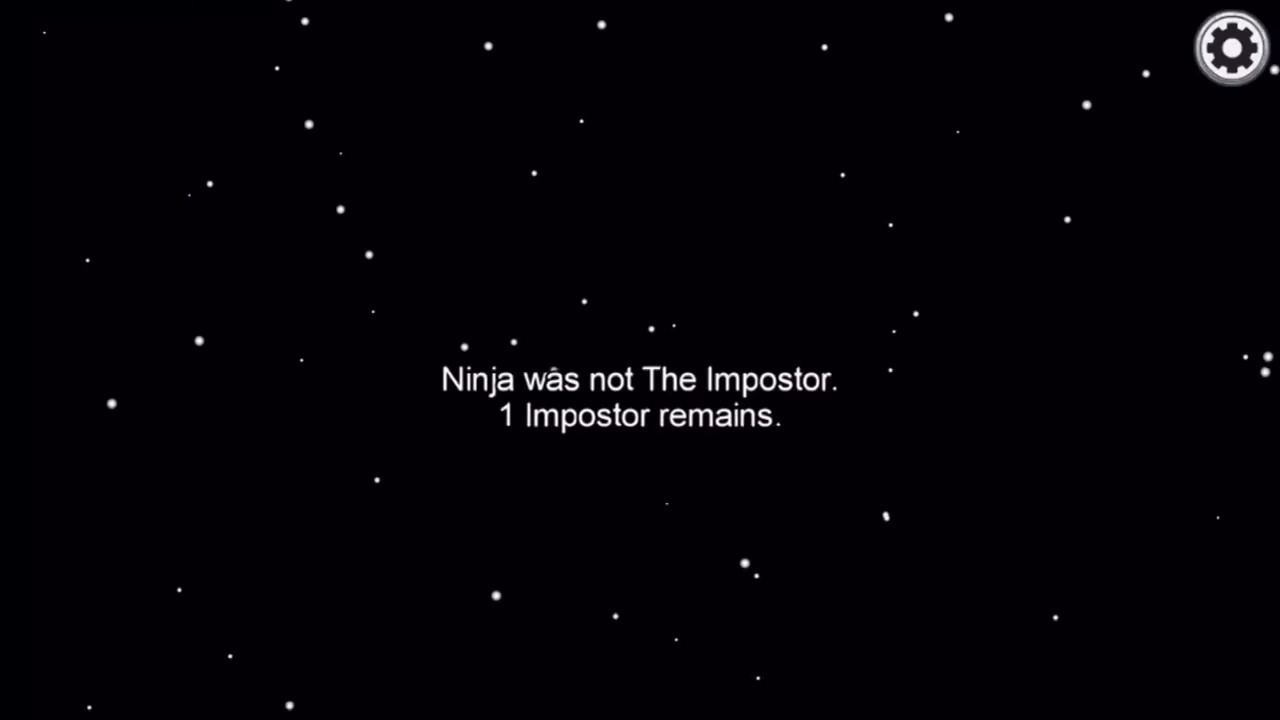 Ninja was not The Impostor.
1 Impostor remains.